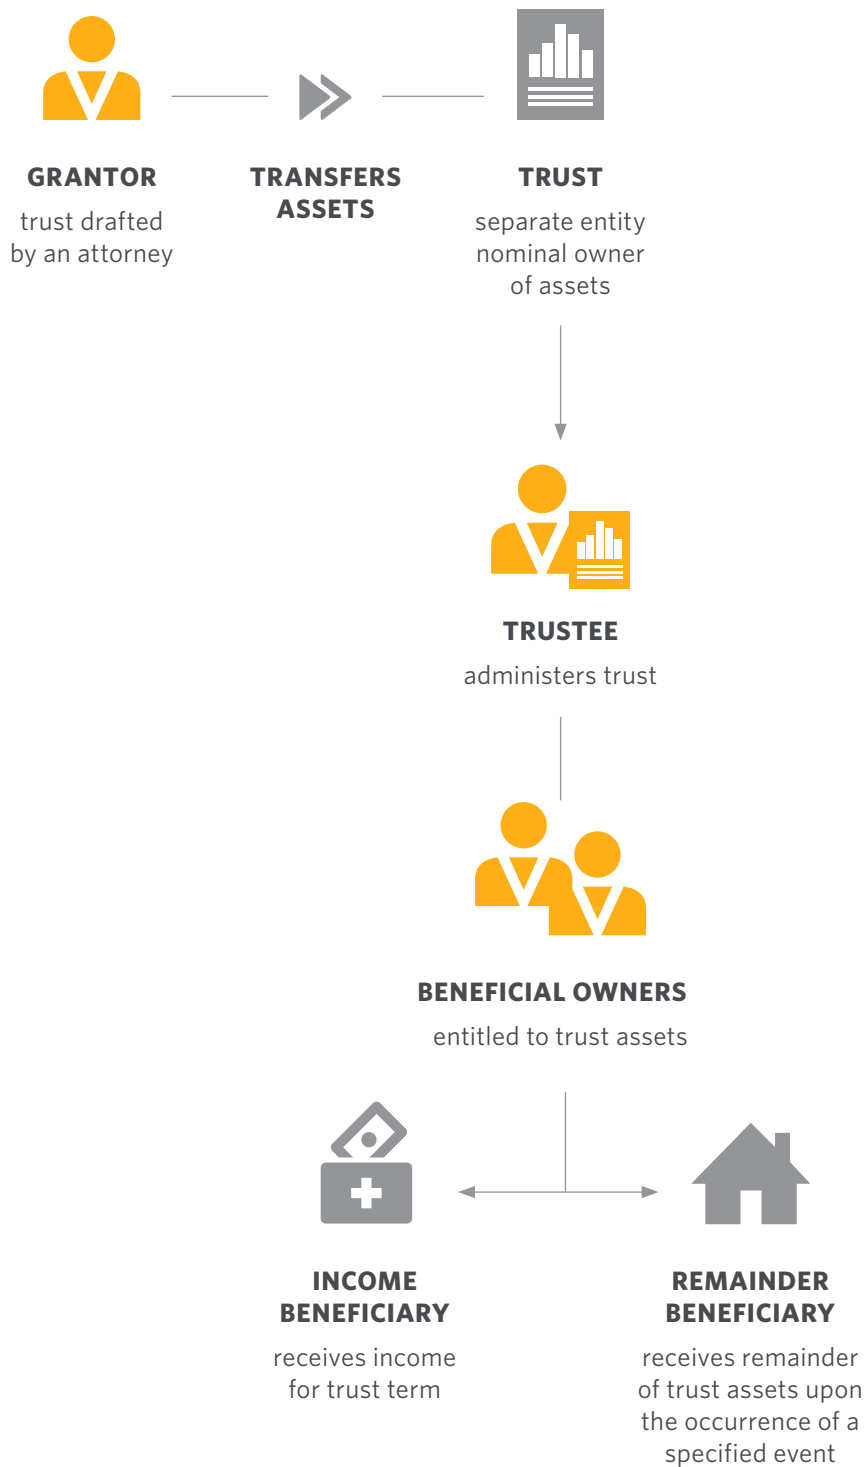 GRANTOR
trust drafted
by an attorney
TRANSFERS
ASSETS
TRUST
separate entity
nominal owner
of assets
TRUSTEE
administers trust
BENEFICIAL OWNERS
entitled to trust assets
INCOME
BENEFICIARY
receives income
for trust term
REMAINDER
BENEFICIARY
receives remainder
of trust assets upon
the occurrence of a
specified event